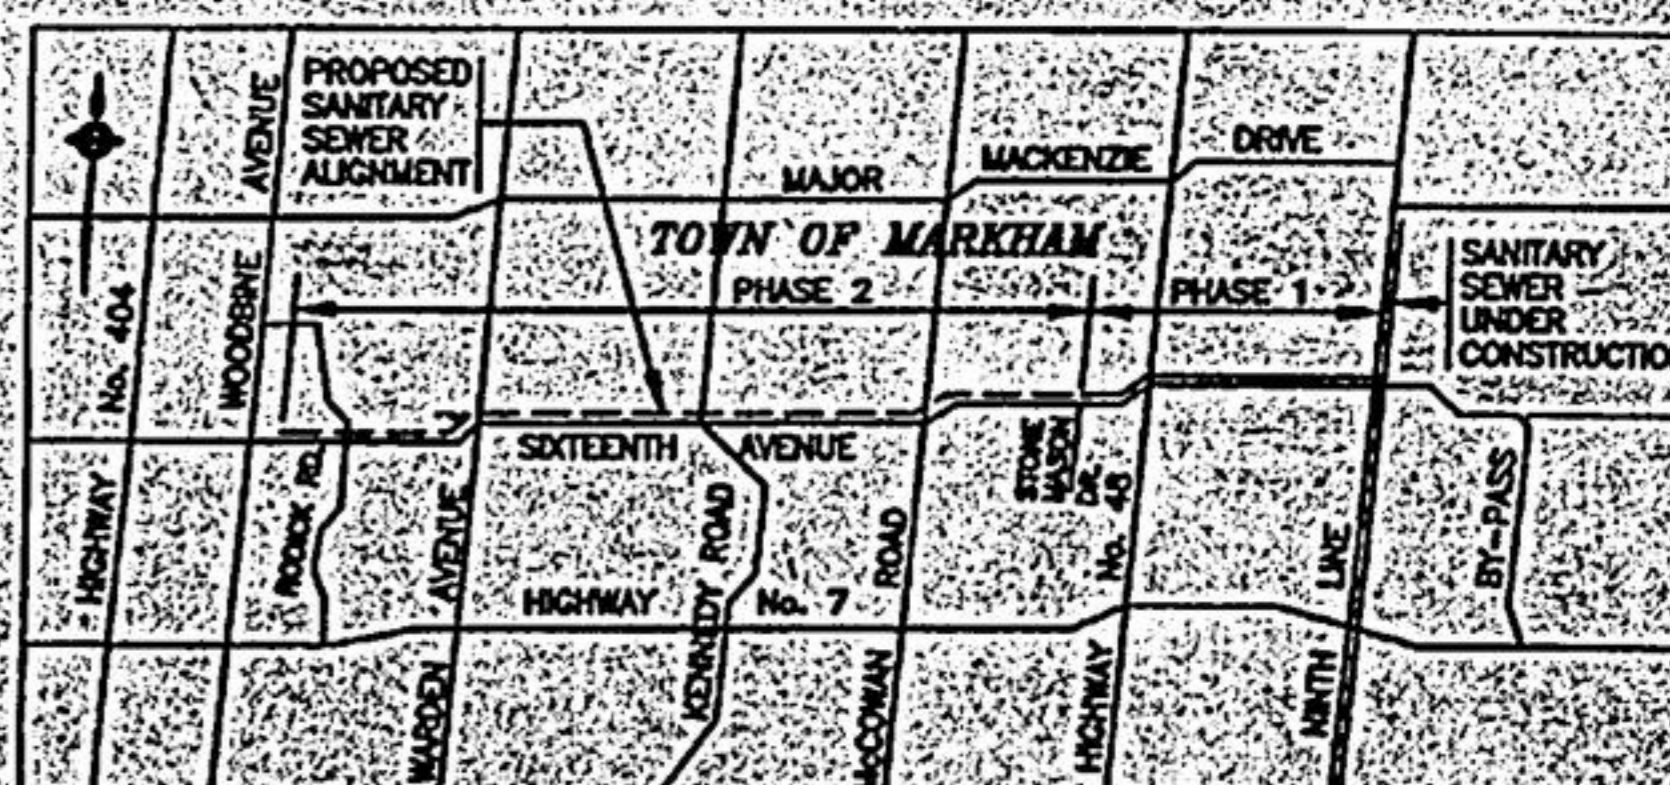 PROPOSED
SANITARY
SEWER
ALIGNMENT
AVENUE
WOODBINE
MAJOR
MACKENZIE
DRIVE
TOWN OF MARKHAM
PHASE 2
PHASE 1
SANITARY
SEWER
UNDER
CONSTRUCTIO
No. 404
HIGHWAY
SIXTEENTH
AVENUE
STONE
MASON
DR.
No. 48
HIGHWAY
RD.
AVENUE
WARDEN
KENNEDY ROAD
ROAD
McCOWAN
HIGHWAY
No. 7
LINE
NINTH
BY-PASS